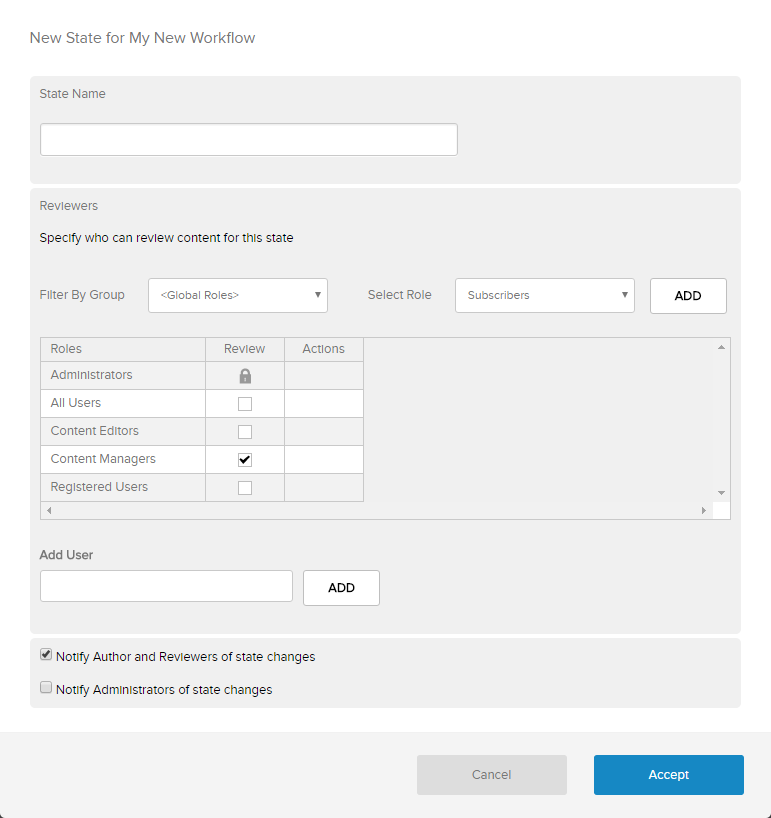 New State for My New Workflow
State Name
Reviewers
Specify who can review content for this state
Filter By Group <Global Roles> Select Role Subscribers ADD
Roles Review Actions
Administrators
All Users
Content Editors
Content Managers
Registered Users
Add User
ADD
Notify Author and Reviewers of state changes
Notify Administrators of state changes
Cancel Accept